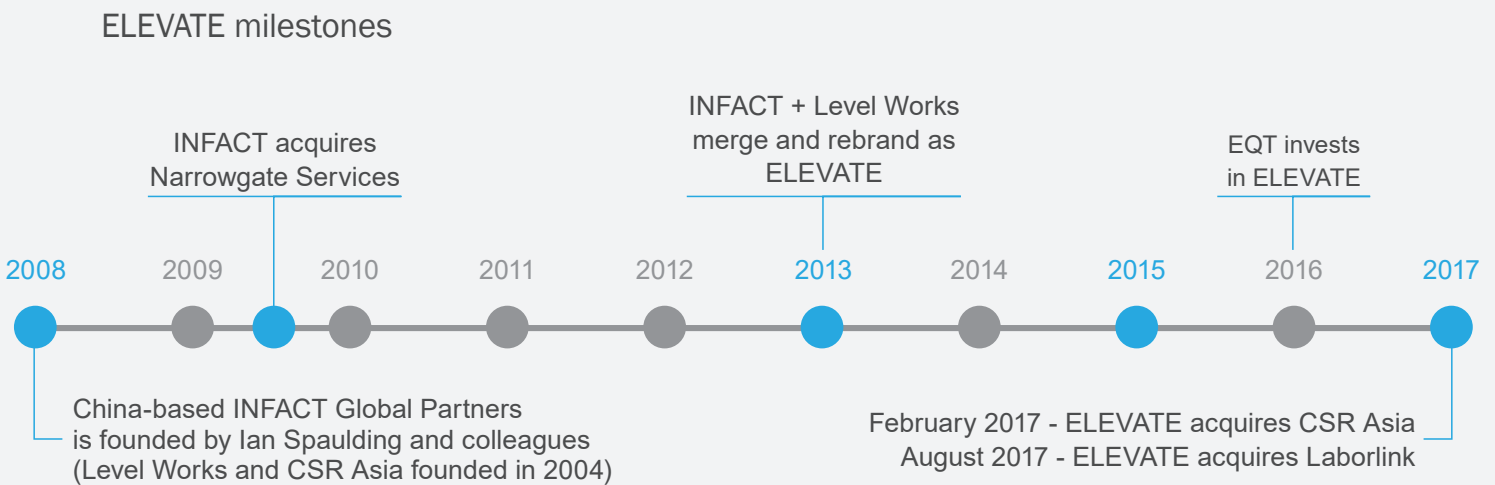 ELEVATE milestones
INFACT acquires
Narrowgate Services
INFACT + Level Works
merge and rebrand as
ELEVATE
EQT invests
in ELEVATE
2008
2009
2010
2011
2012
2013
2014
2015
2016
2017
China-based INFACT Global Partners
is founded by Ian Spaulding and colleagues
(Level Works and CSR Asia founded in 2004)
February 2017 - ELEVATE acquires CSR Asia
August 2017 - ELEVATE acquires Laborlink